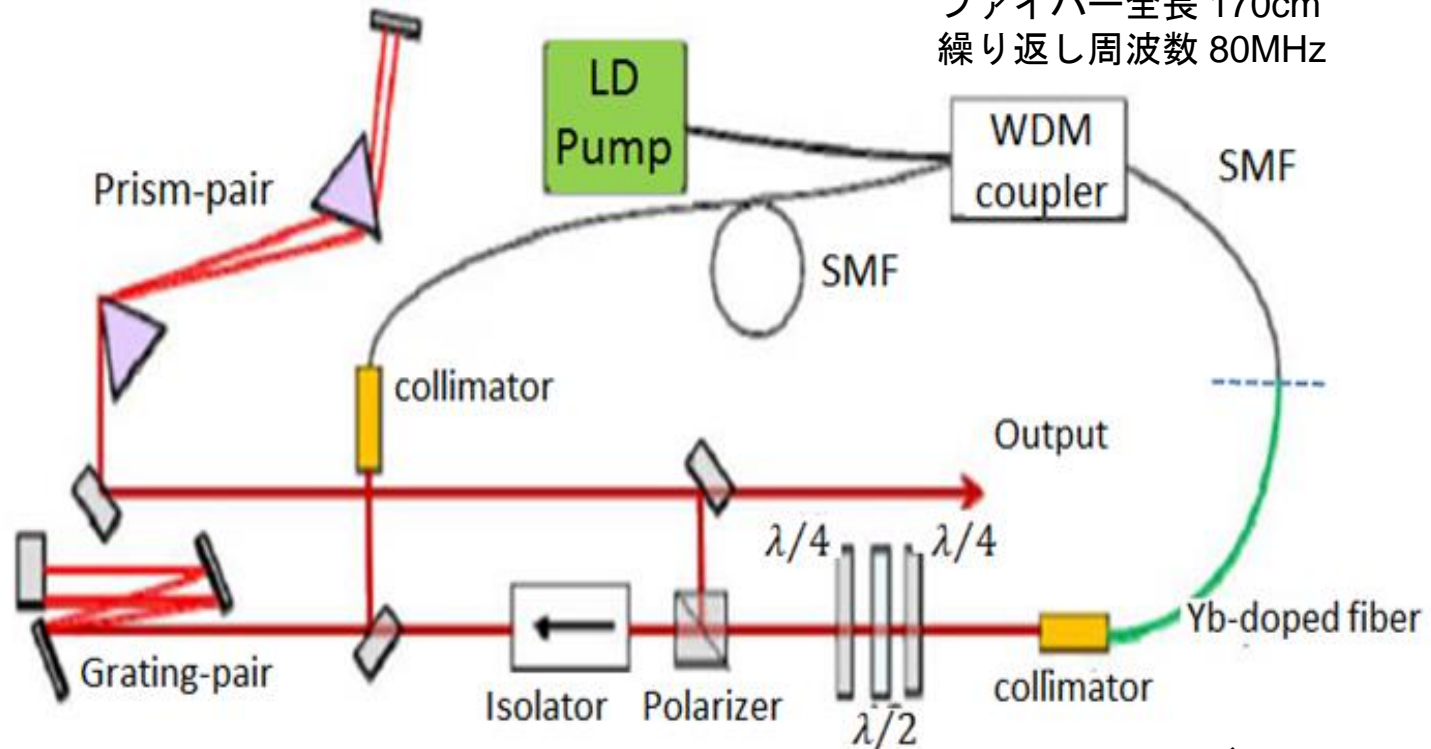 ファイバー全長 170cm
繰り返し周波数 80MHz
LD
Pump
WDM
coupler
SMF
Prism-pair
SMF
collimator
Output
λ/4
λ/4
Yb-doped fiber
Grating-pair
Isolator
Polarizer
λ/2
collimator